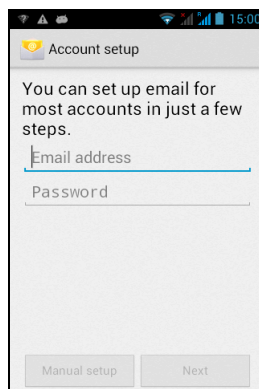 15:00
Account setup
You can set up email for
most accounts in just a few
steps.
Email address
Password
Manual setup
Next